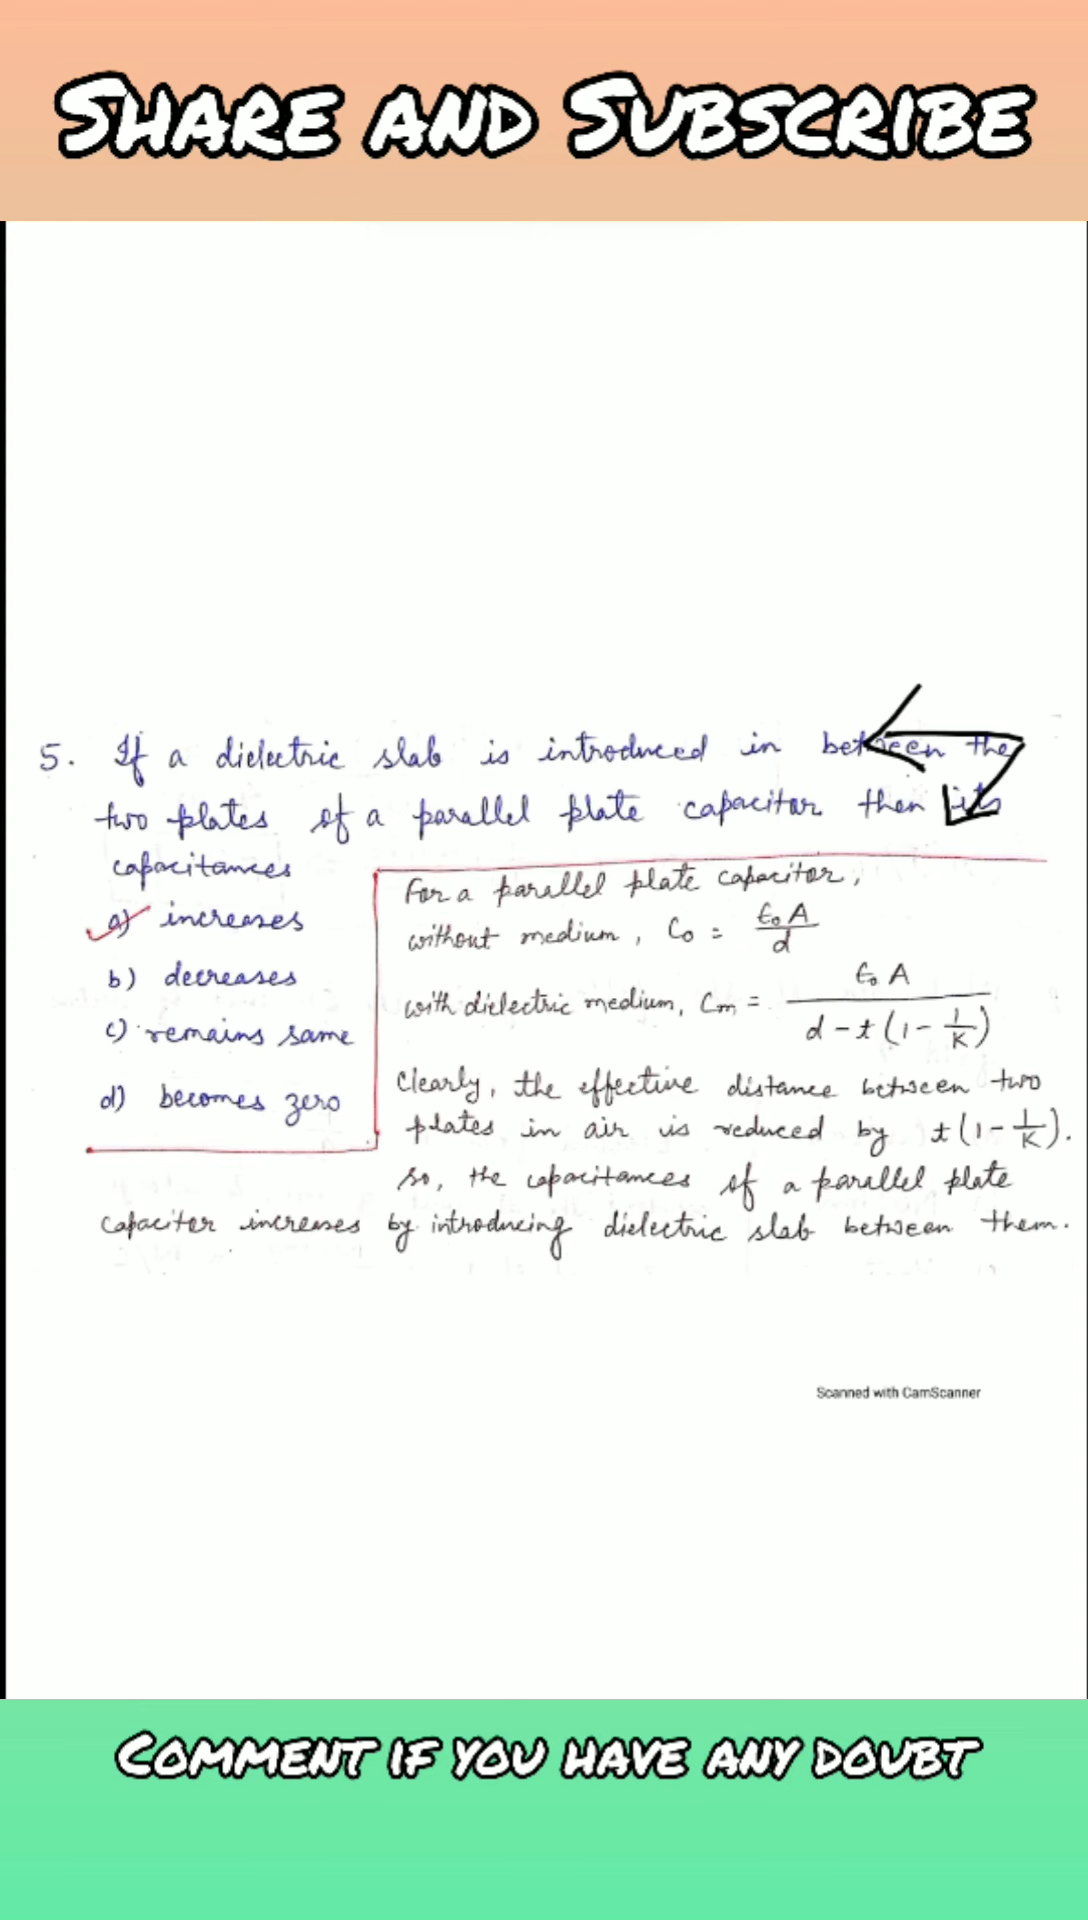 SHARE AND SUBSCRIBE
5. If a dielectric slab is introduced in between the
two plates of a parallel plate capacitor then its
capacitances
a) increases
b) decreases
c) remains same
d) becomes zero
For a parallel plate capacitor,
without medium, C₀ = ε₀A/d
with dielectric medium, Cm = ε₀A/(d-t(1-1/K))
Clearly, the effective distance between two
plates in air is reduced by t(1-1/K).
so, the capacitances of a parallel plate
capacitor increases by introducing dielectric slab between them.
Scanned with CamScanner
COMMENT IF YOU HAVE ANY DOUBT